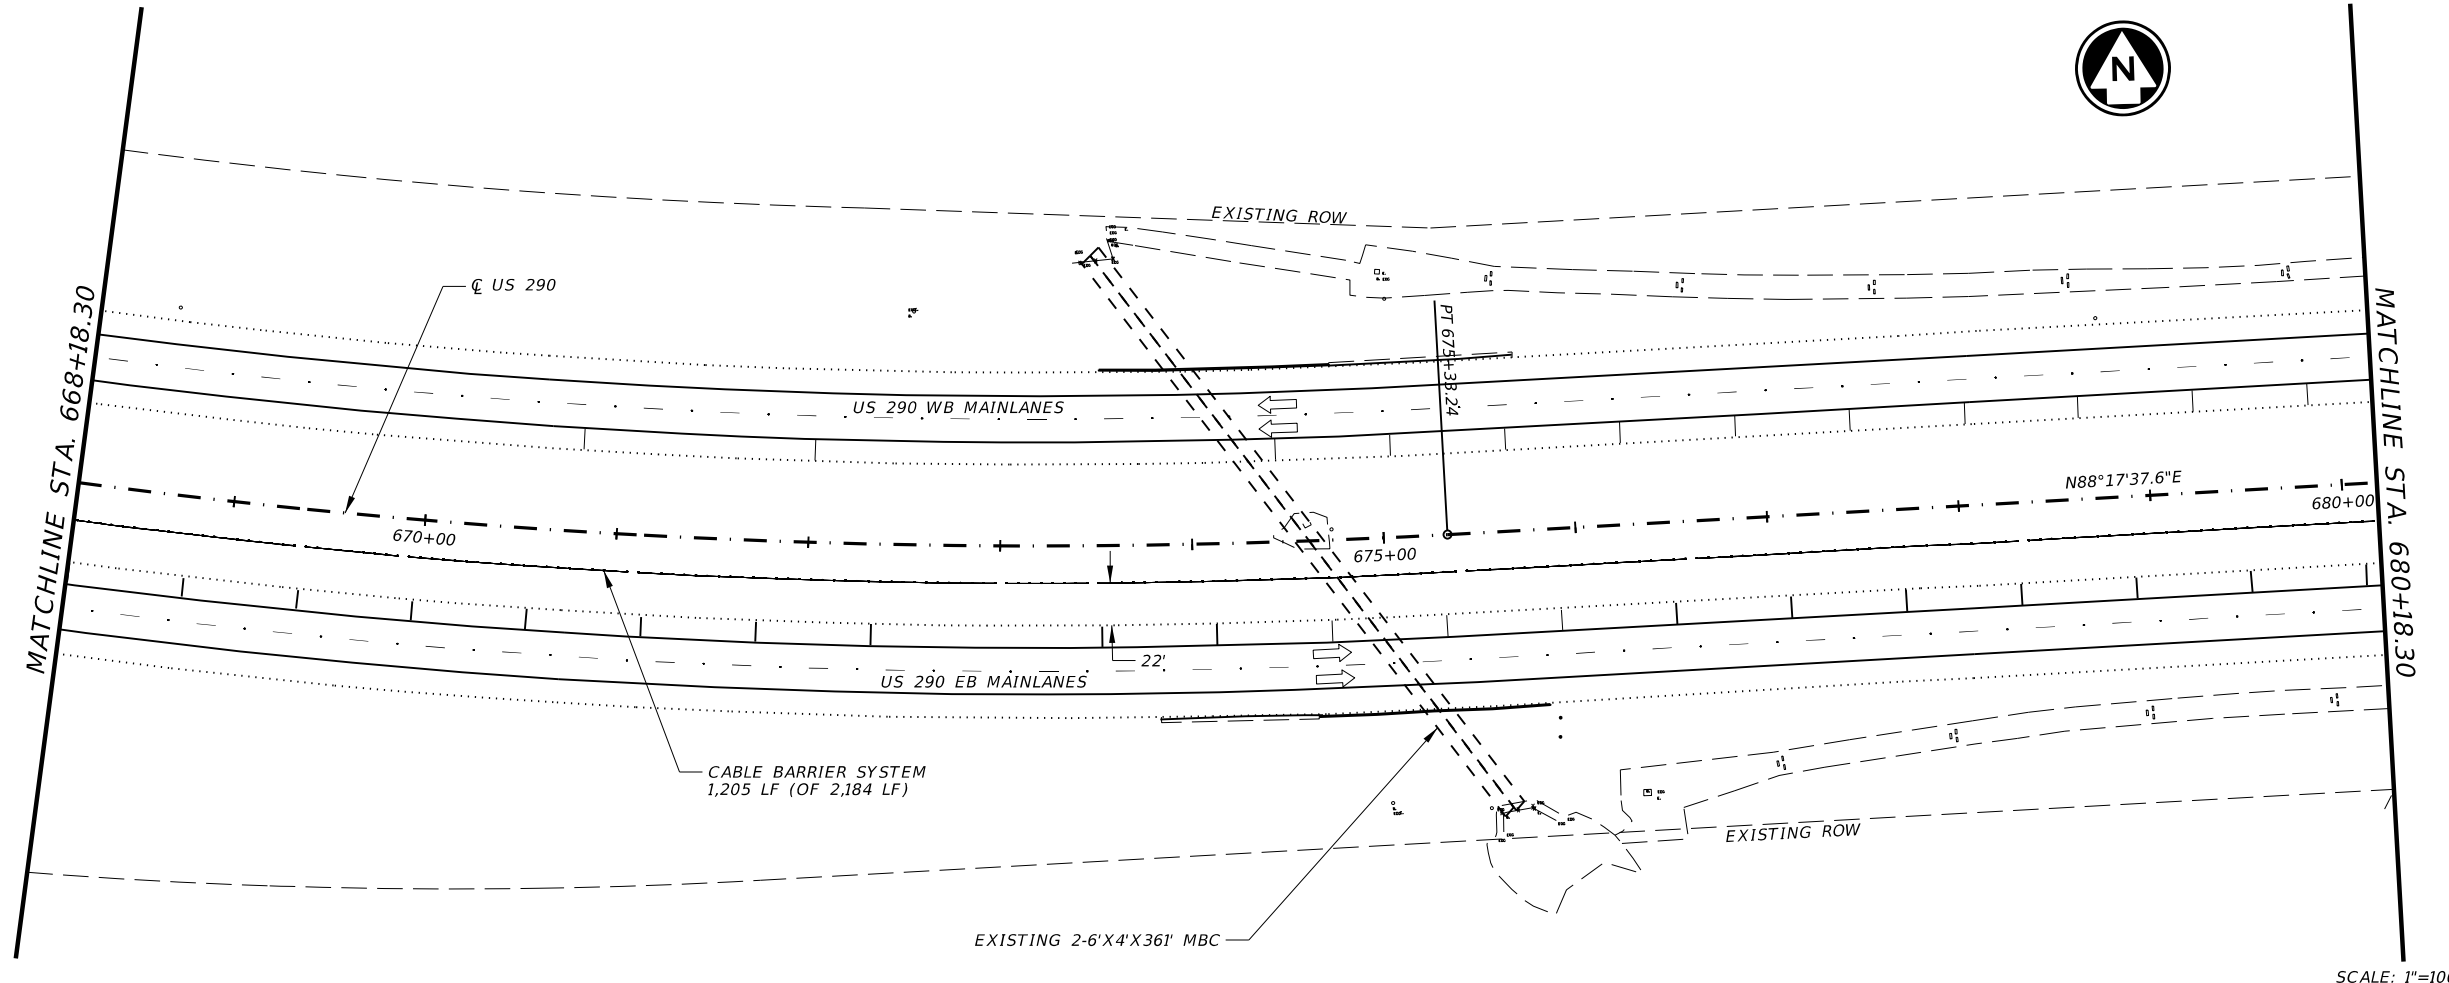 N
EXISTING ROW
℄ US 290
MATCHLINE STA. 668+18.30
PT 675+33.24
MATCHLINE STA. 680+18.30
US 290 WB MAINLANES
N88°17'37.6"E
680+00
670+00
675+00
22'
US 290 EB MAINLANES
CABLE BARRIER SYSTEM
1,205 LF (OF 2,184 LF)
EXISTING ROW
EXISTING 2-6'X4'X361' MBC
SCALE: